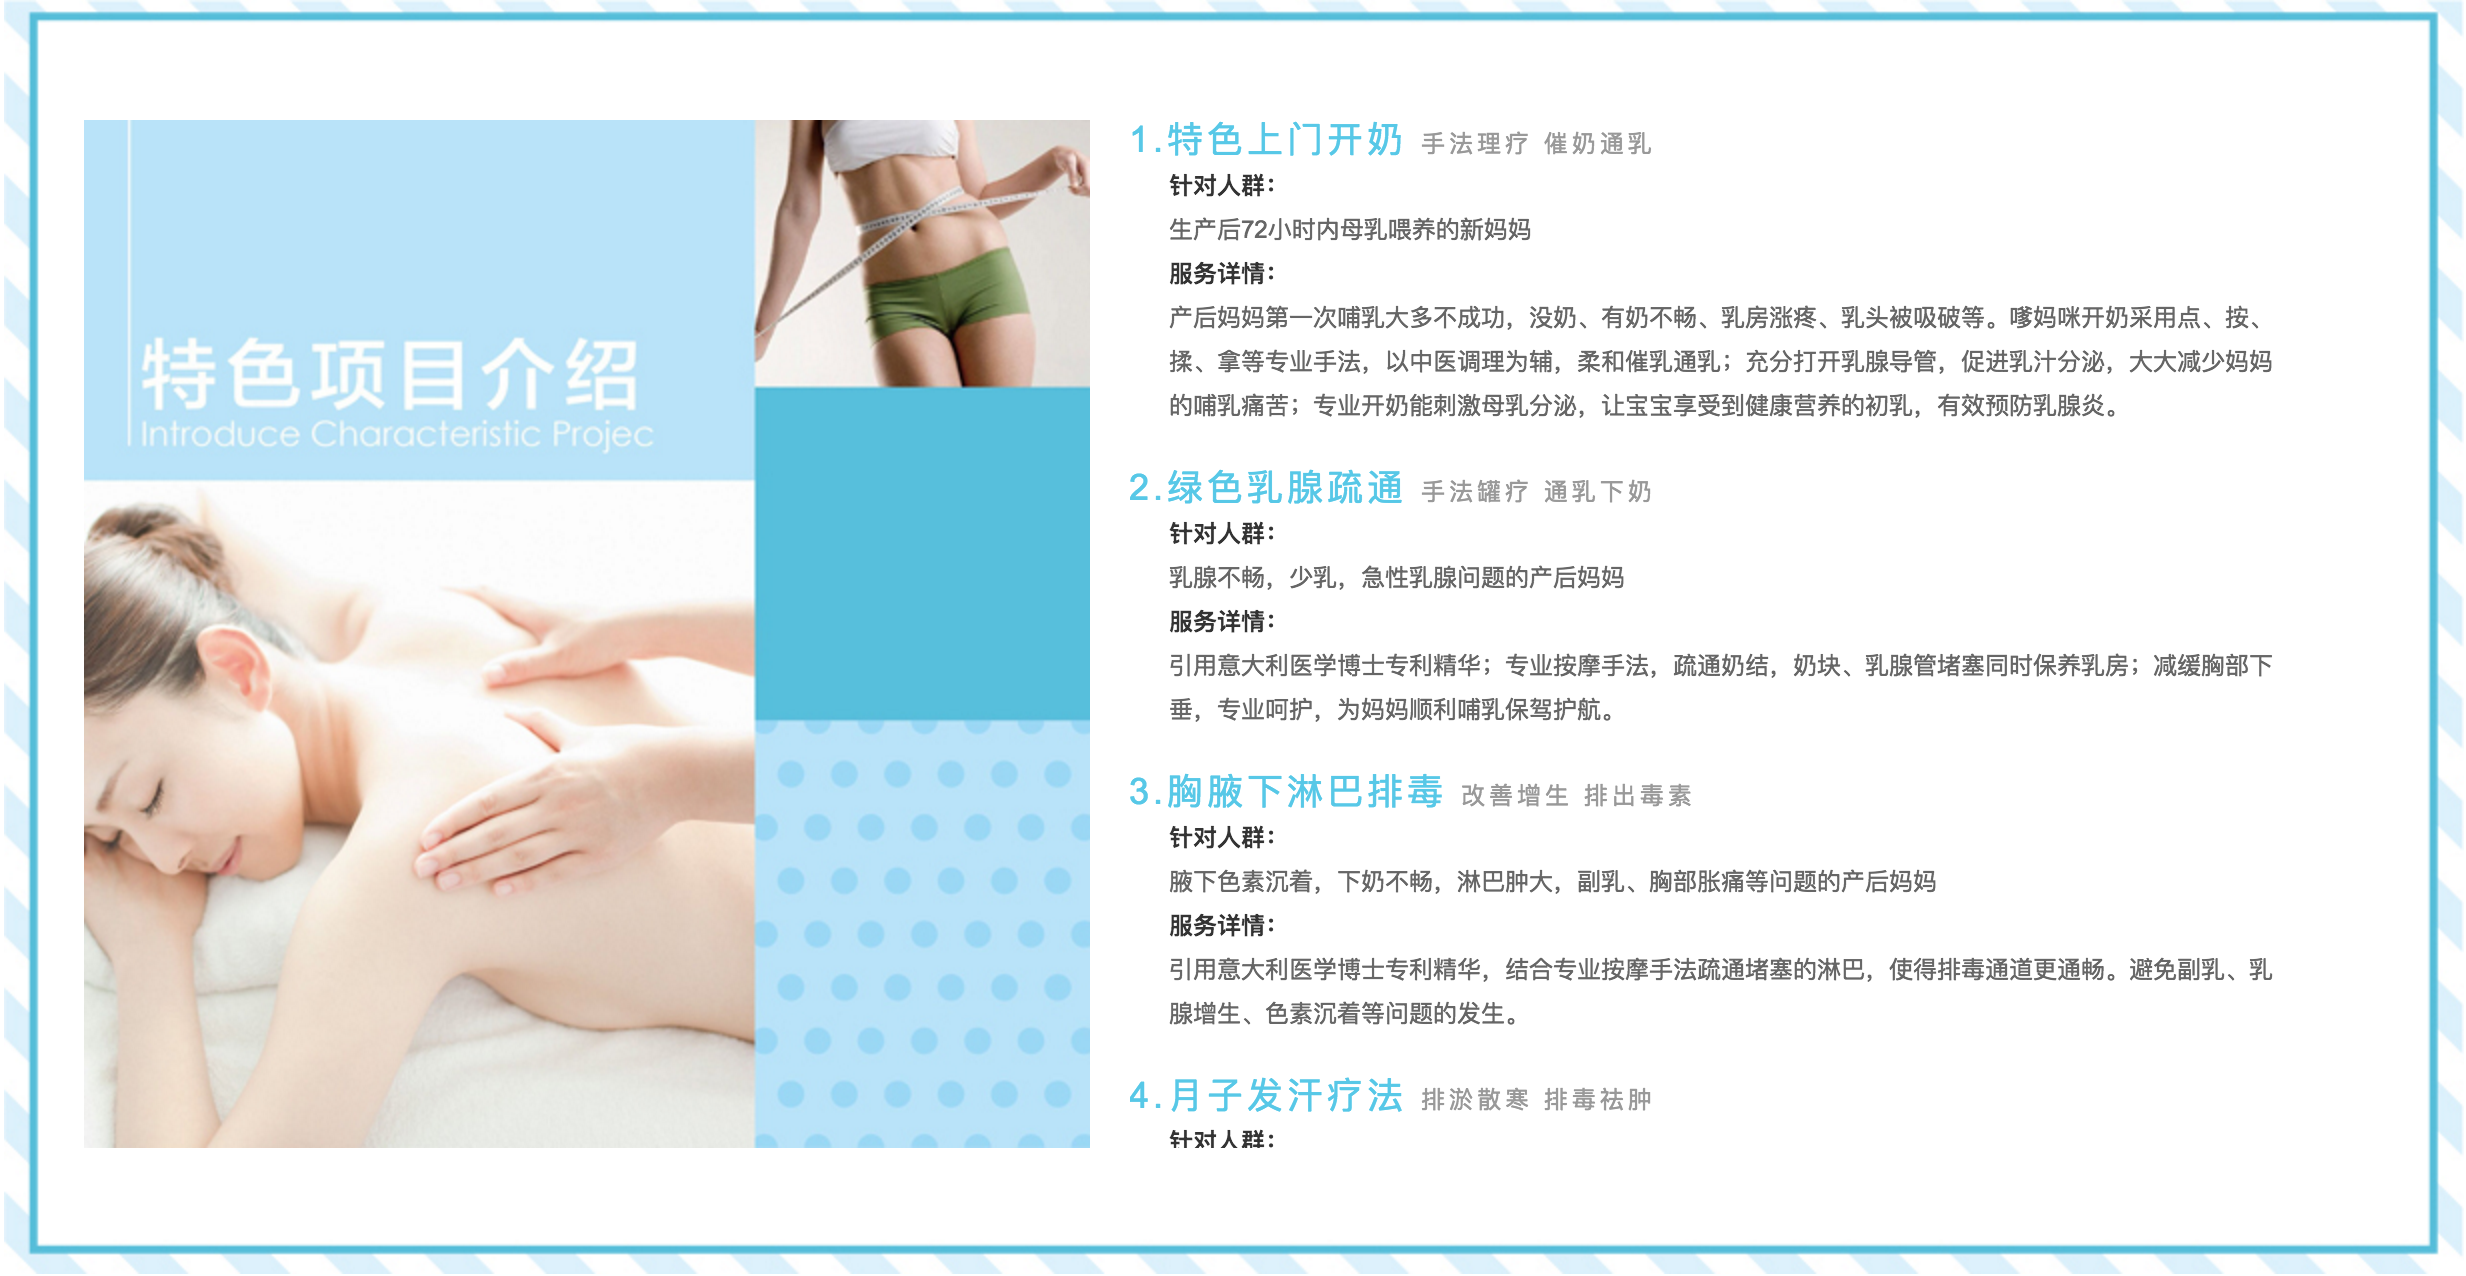 特色项目介绍
Introduce Characteristic Projec
1.特色上门开奶 手法理疗 催奶通乳
针对人群：
生产后72小时内母乳喂养的新妈妈
服务详情：
产后妈妈第一次哺乳大多不成功，没奶、有奶不畅、乳房涨疼、乳头被吸破等。嗲妈咪开奶采用点、按、
揉、拿等专业手法，以中医调理为辅，柔和催乳通乳；充分打开乳腺导管，促进乳汁分泌，大大减少妈妈
的哺乳痛苦；专业开奶能刺激母乳分泌，让宝宝享受到健康营养的初乳，有效预防乳腺炎。
2.绿色乳腺疏通 手法罐疗 通乳下奶
针对人群：
乳腺不畅，少乳，急性乳腺问题的产后妈妈
服务详情：
引用意大利医学博士专利精华；专业按摩手法，疏通奶结，奶块、乳腺管堵塞同时保养乳房；减缓胸部下
垂，专业呵护，为妈妈顺利哺乳保驾护航。
3.胸腋下淋巴排毒 改善增生 排出毒素
针对人群：
腋下色素沉着，下奶不畅，淋巴肿大，副乳、胸部胀痛等问题的产后妈妈
服务详情：
引用意大利医学博士专利精华，结合专业按摩手法疏通堵塞的淋巴，使得排毒通道更通畅。避免副乳、乳
腺增生、色素沉着等问题的发生。
4.月子发汗疗法 排淤散寒 排毒祛肿
针对人群：